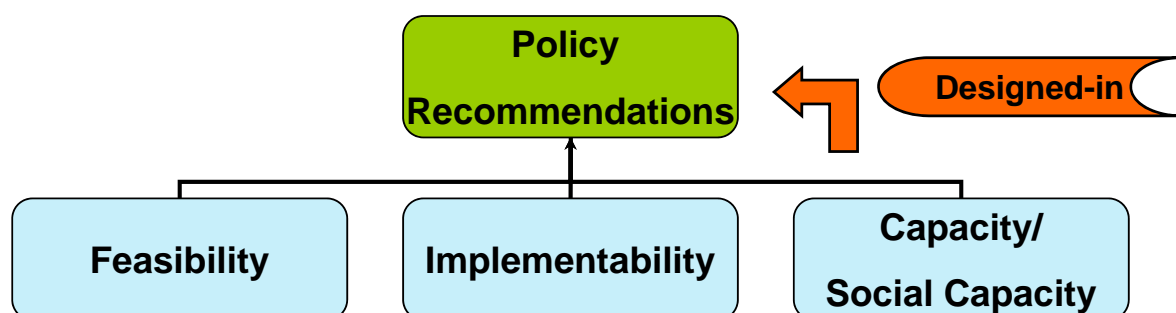 Policy
Recommendations
Designed-in
Feasibility
Implementability
Capacity/
Social Capacity